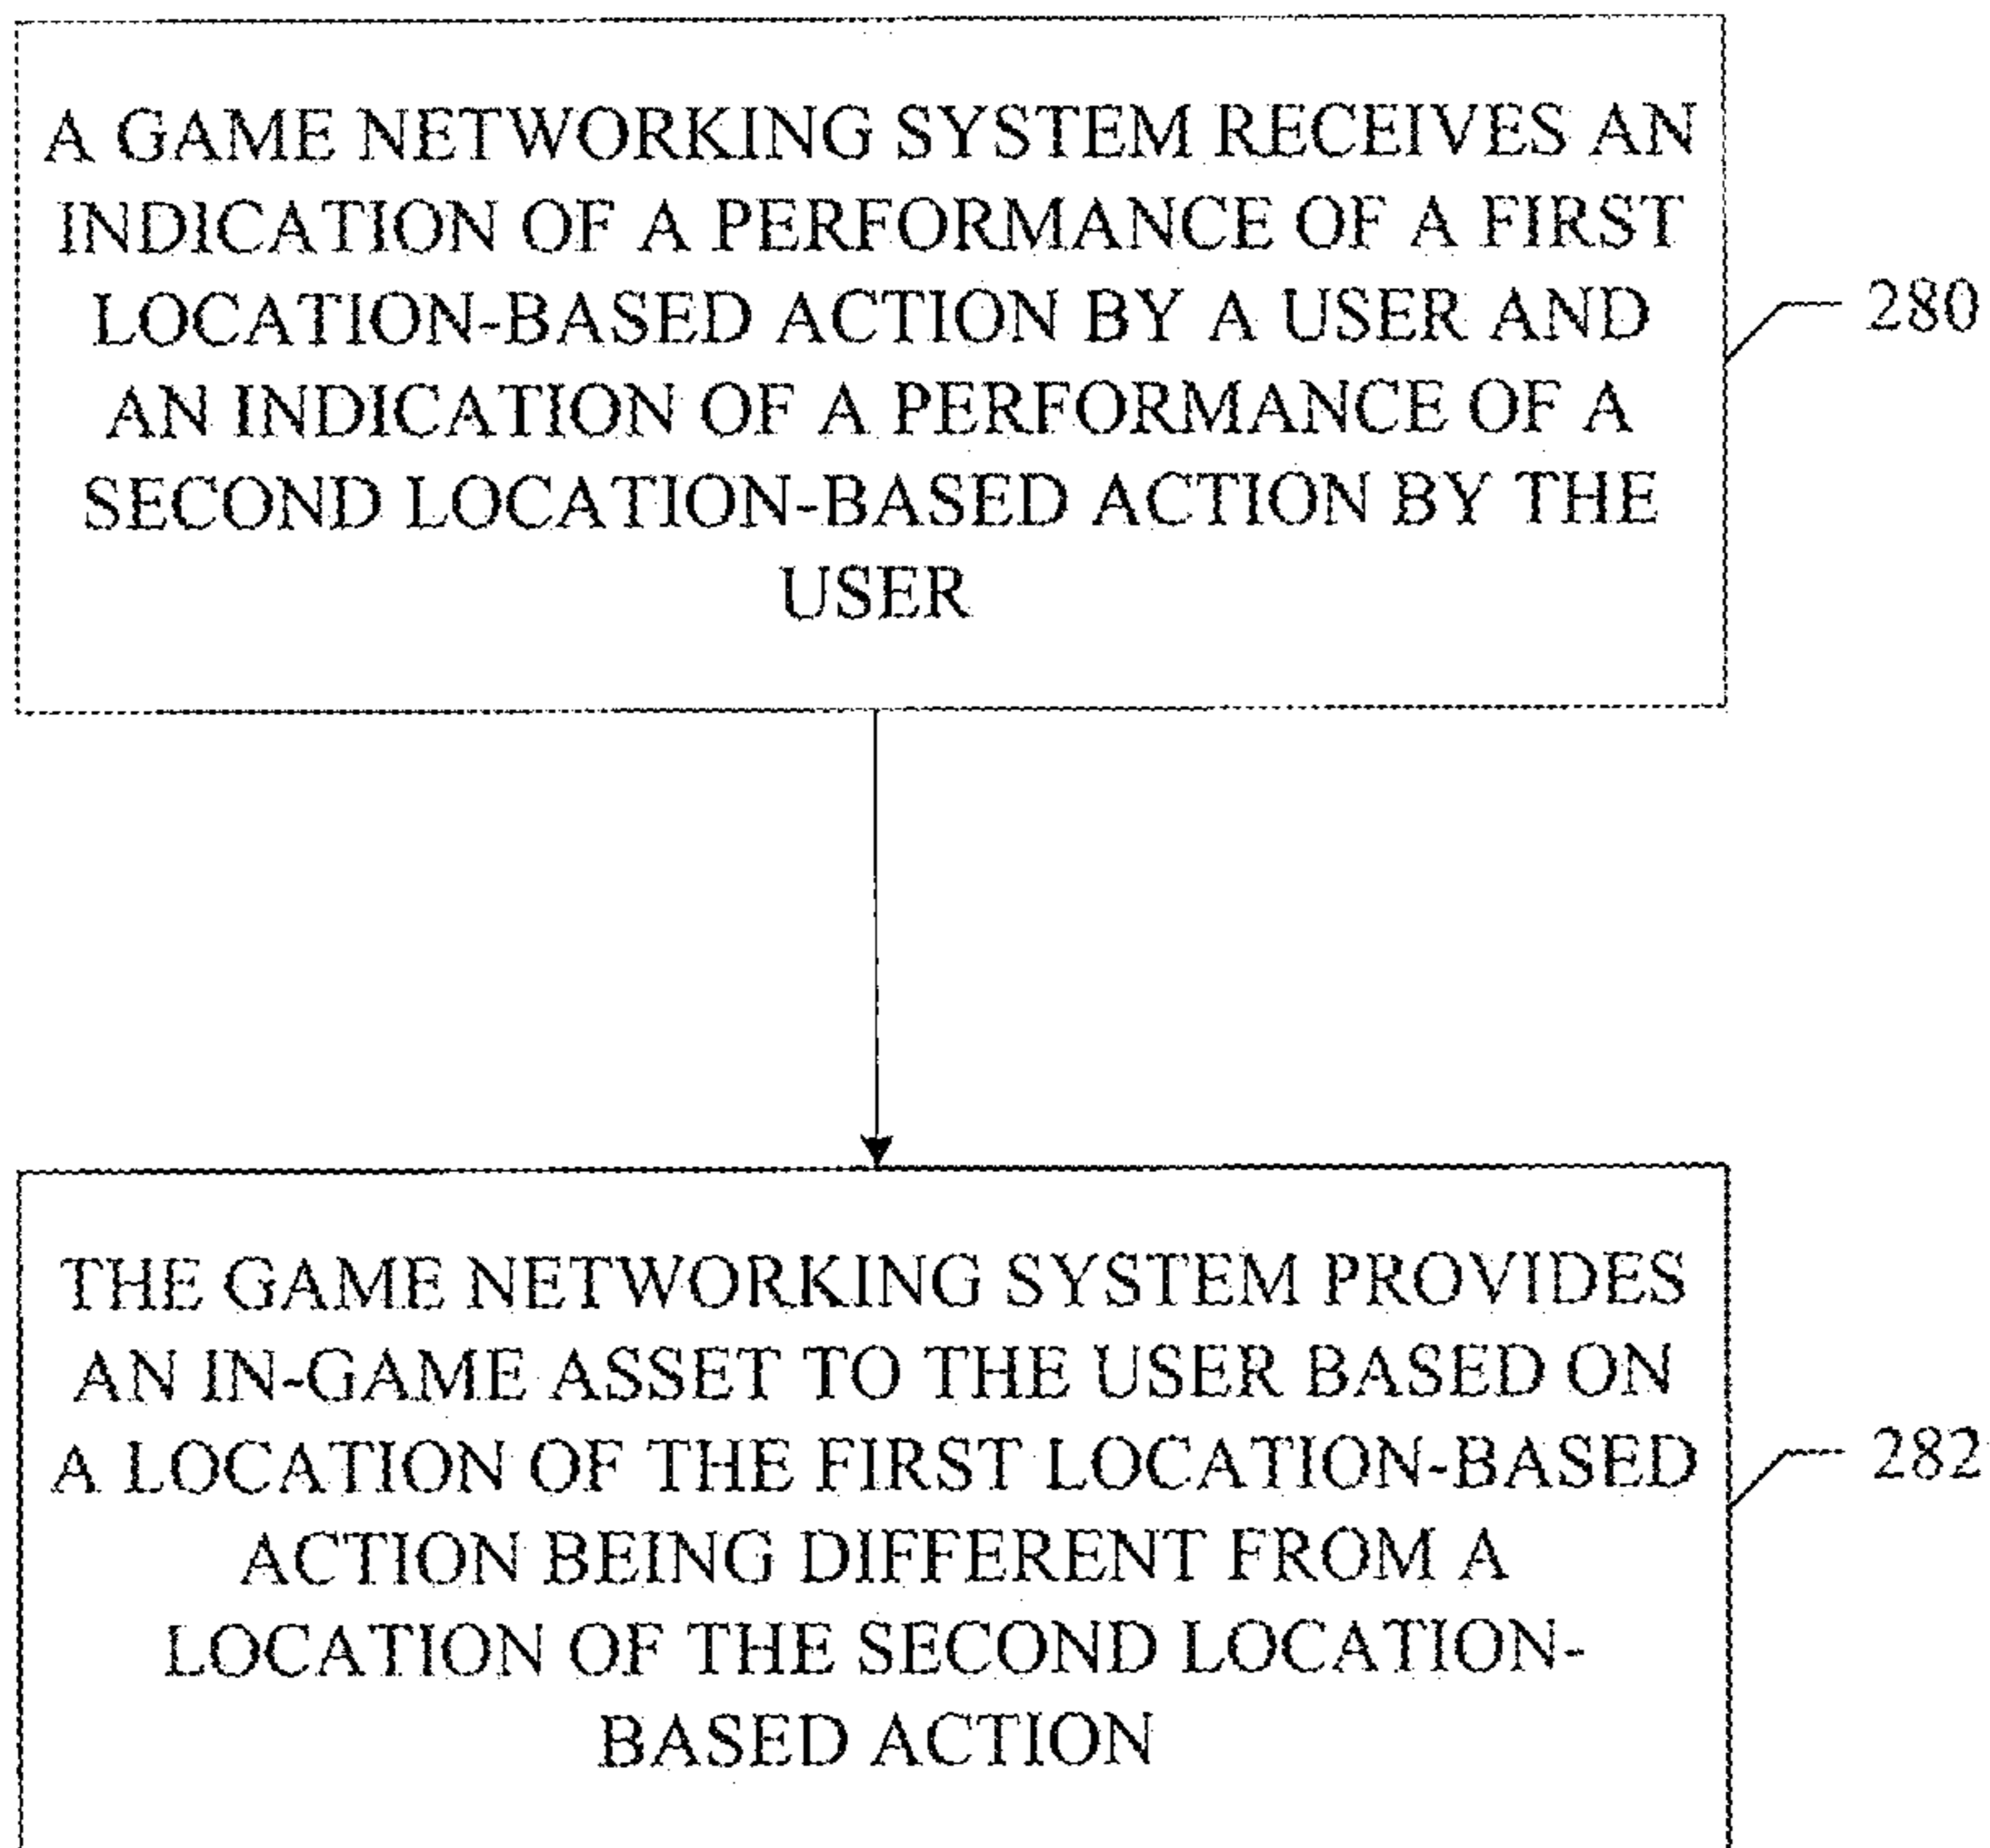 A GAME NETWORKING SYSTEM RECEIVES AN
INDICATION OF A PERFORMANCE OF A FIRST
LOCATION-BASED ACTION BY A USER AND
AN INDICATION OF A PERFORMANCE OF A
SECOND LOCATION-BASED ACTION BY THE
USER
280
THE GAME NETWORKING SYSTEM PROVIDES
AN IN-GAME ASSET TO THE USER BASED ON
A LOCATION OF THE FIRST LOCATION-BASED
ACTION BEING DIFFERENT FROM A
LOCATION OF THE SECOND LOCATION-
BASED ACTION
282